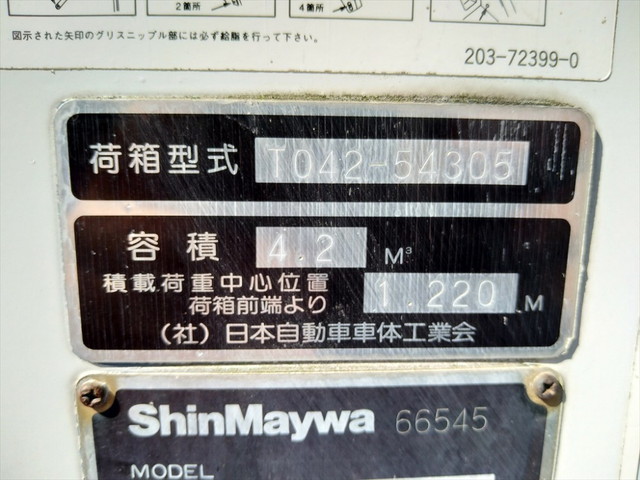 2箇所 4箇所
図示された矢印のグリスニップル部には必ず給脂を行って下さい。
203-72399-0
荷箱型式 T042-54305
容積 4.2 M³
積載荷重中心位置
荷箱前端より 1.220 M
(社)日本自動車車体工業会
ShinMaywa 66545
MODEL